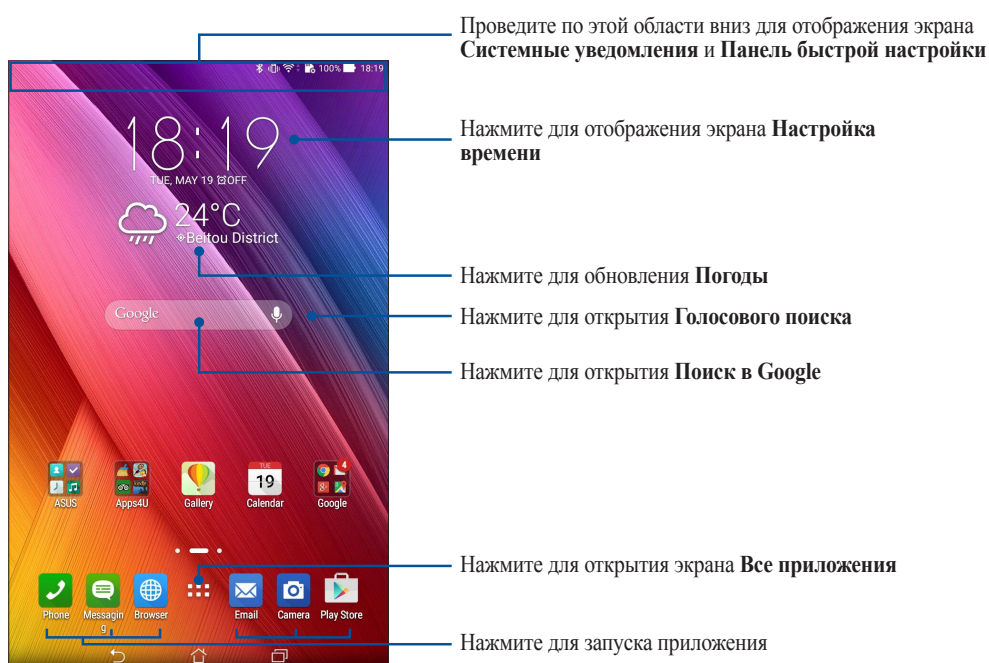 Проведите по этой области вниз для отображения экрана
Системные уведомления и Панель быстрой настройки
100% 18:19
18:19
Нажмите для отображения экрана Настройка
времени
TUE, MAY 19 OFF
24°C
Beitou District
Нажмите для обновления Погоды
Google
Нажмите для открытия Голосового поиска
Нажмите для открытия Поиск в Google
4
TUE
19
ASUS Apps4U Gallery Calendar Google
Нажмите для открытия экрана Все приложения
Phone Messagin Browser Email Camera Play Store
g
Нажмите для запуска приложения